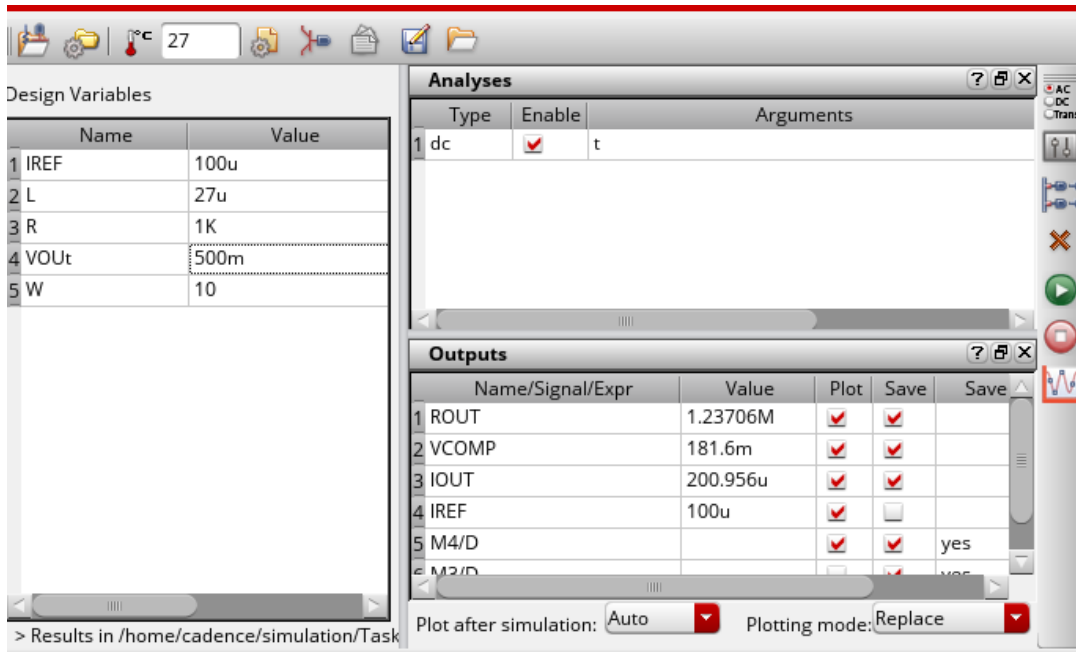 °C 27
Design Variables
Name Value
1 IREF 100u
2 L 27u
3 R 1K
4 VOUt 500m
5 W 10
> Results in /home/cadence/simulation/Task
Analyses
Type Enable Arguments
1 dc t
Outputs
Name/Signal/Expr Value Plot Save Save
1 ROUT 1.23706M
2 VCOMP 181.6m
3 IOUT 200.956u
4 IREF 100u
5 M4/D yes
Plot after simulation: Auto Plotting mode: Replace
AC
DC
Trans